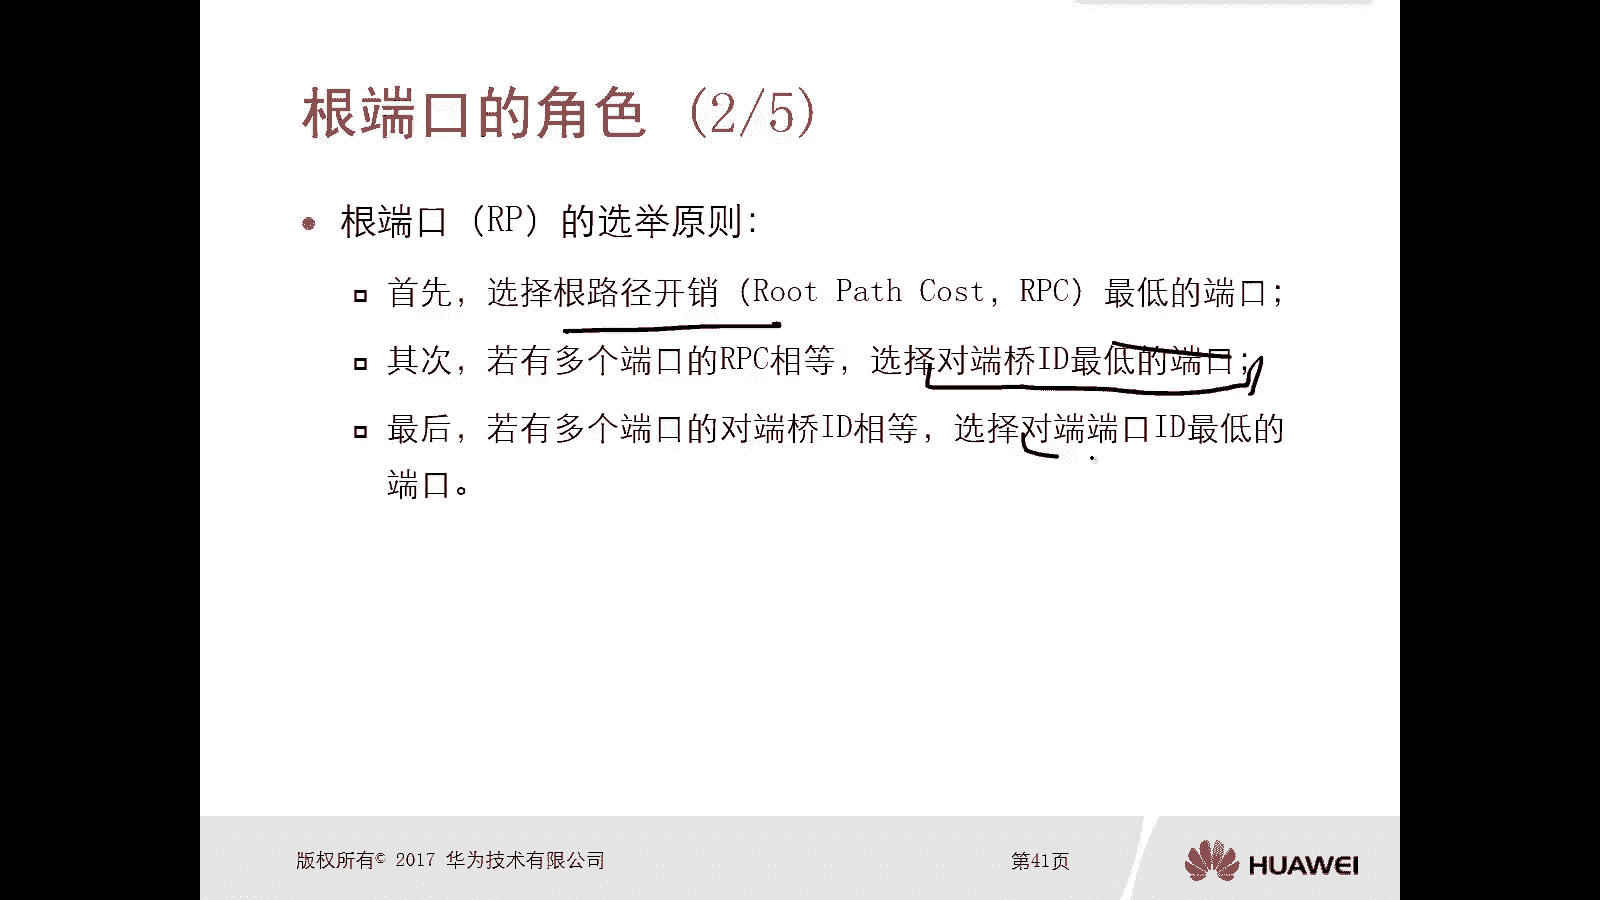 根端口的角色 (2/5)
根端口（RP）的选举原则：
首先，选择根路径开销（Root Path Cost，RPC）最低的端口；
其次，若有多个端口的RPC相等，选择对端桥ID最低的端口；
最后，若有多个端口的对端桥ID相等，选择对端端口ID最低的
端口。
版权所有© 2017 华为技术有限公司
第41页
HUAWEI